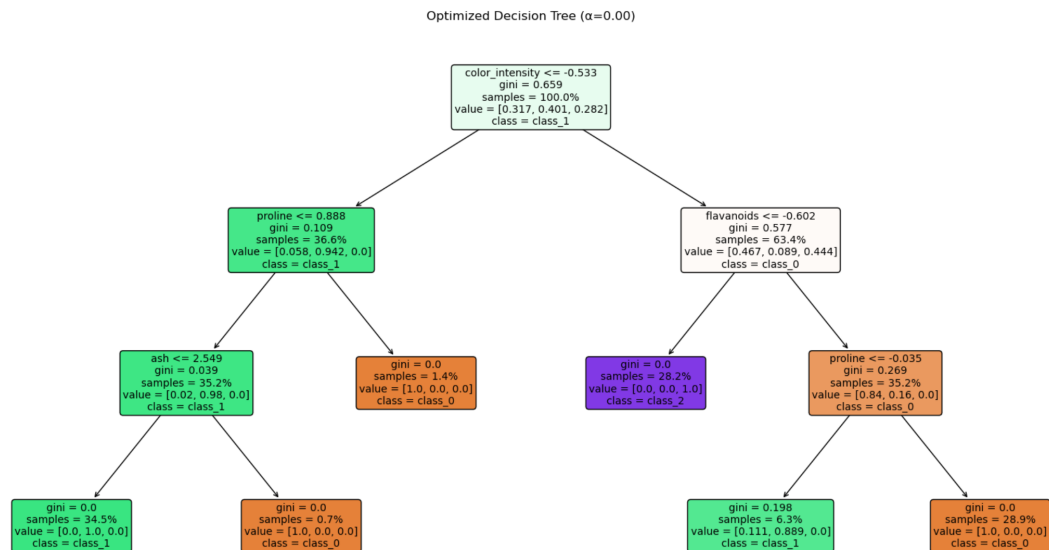 Optimized Decision Tree (α=0.00)
color_intensity <= -0.533
gini = 0.659
samples = 100.0%
value = [0.317, 0.401, 0.282]
class = class_1
proline <= 0.888
gini = 0.109
samples = 36.6%
value = [0.058, 0.942, 0.0]
class = class_1
flavanoids <= -0.602
gini = 0.577
samples = 63.4%
value = [0.467, 0.089, 0.444]
class = class_0
ash <= 2.549
gini = 0.039
samples = 35.2%
value = [0.02, 0.98, 0.0]
class = class_1
gini = 0.0
samples = 1.4%
value = [1.0, 0.0, 0.0]
class = class_0
gini = 0.0
samples = 28.2%
value = [0.0, 0.0, 1.0]
class = class_2
proline <= -0.035
gini = 0.269
samples = 35.2%
value = [0.84, 0.16, 0.0]
class = class_0
gini = 0.0
samples = 34.5%
value = [0.0, 1.0, 0.0]
class = class_1
gini = 0.0
samples = 0.7%
value = [1.0, 0.0, 0.0]
class = class_0
gini = 0.198
samples = 6.3%
value = [0.111, 0.889, 0.0]
class = class_1
gini = 0.0
samples = 28.9%
value = [1.0, 0.0, 0.0]
class = class_0